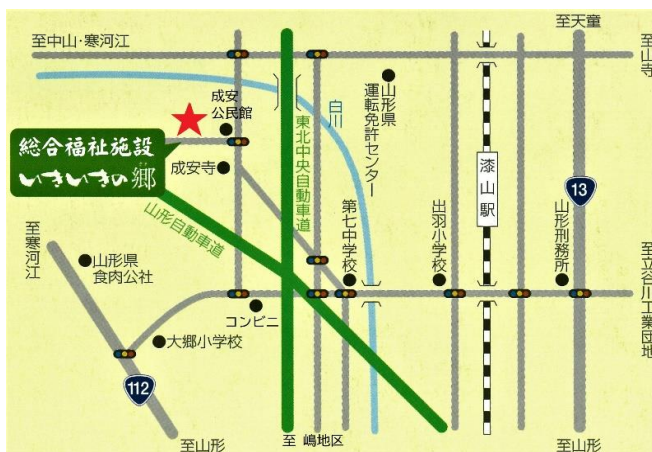 至天童
至中山・寒河江
至山寺
成安
公民館
白川
山形県
運転免許センター
総合福祉施設
いきいきの郷
成安寺
東北中央自動車道
漆山駅
13
山形自動車道
第七中学校
出羽小学校
山形刑務所
至寒河江
山形県
食肉公社
至立谷川工業団地
コンビニ
大郷小学校
112
至山形
至 嶋地区
至山形